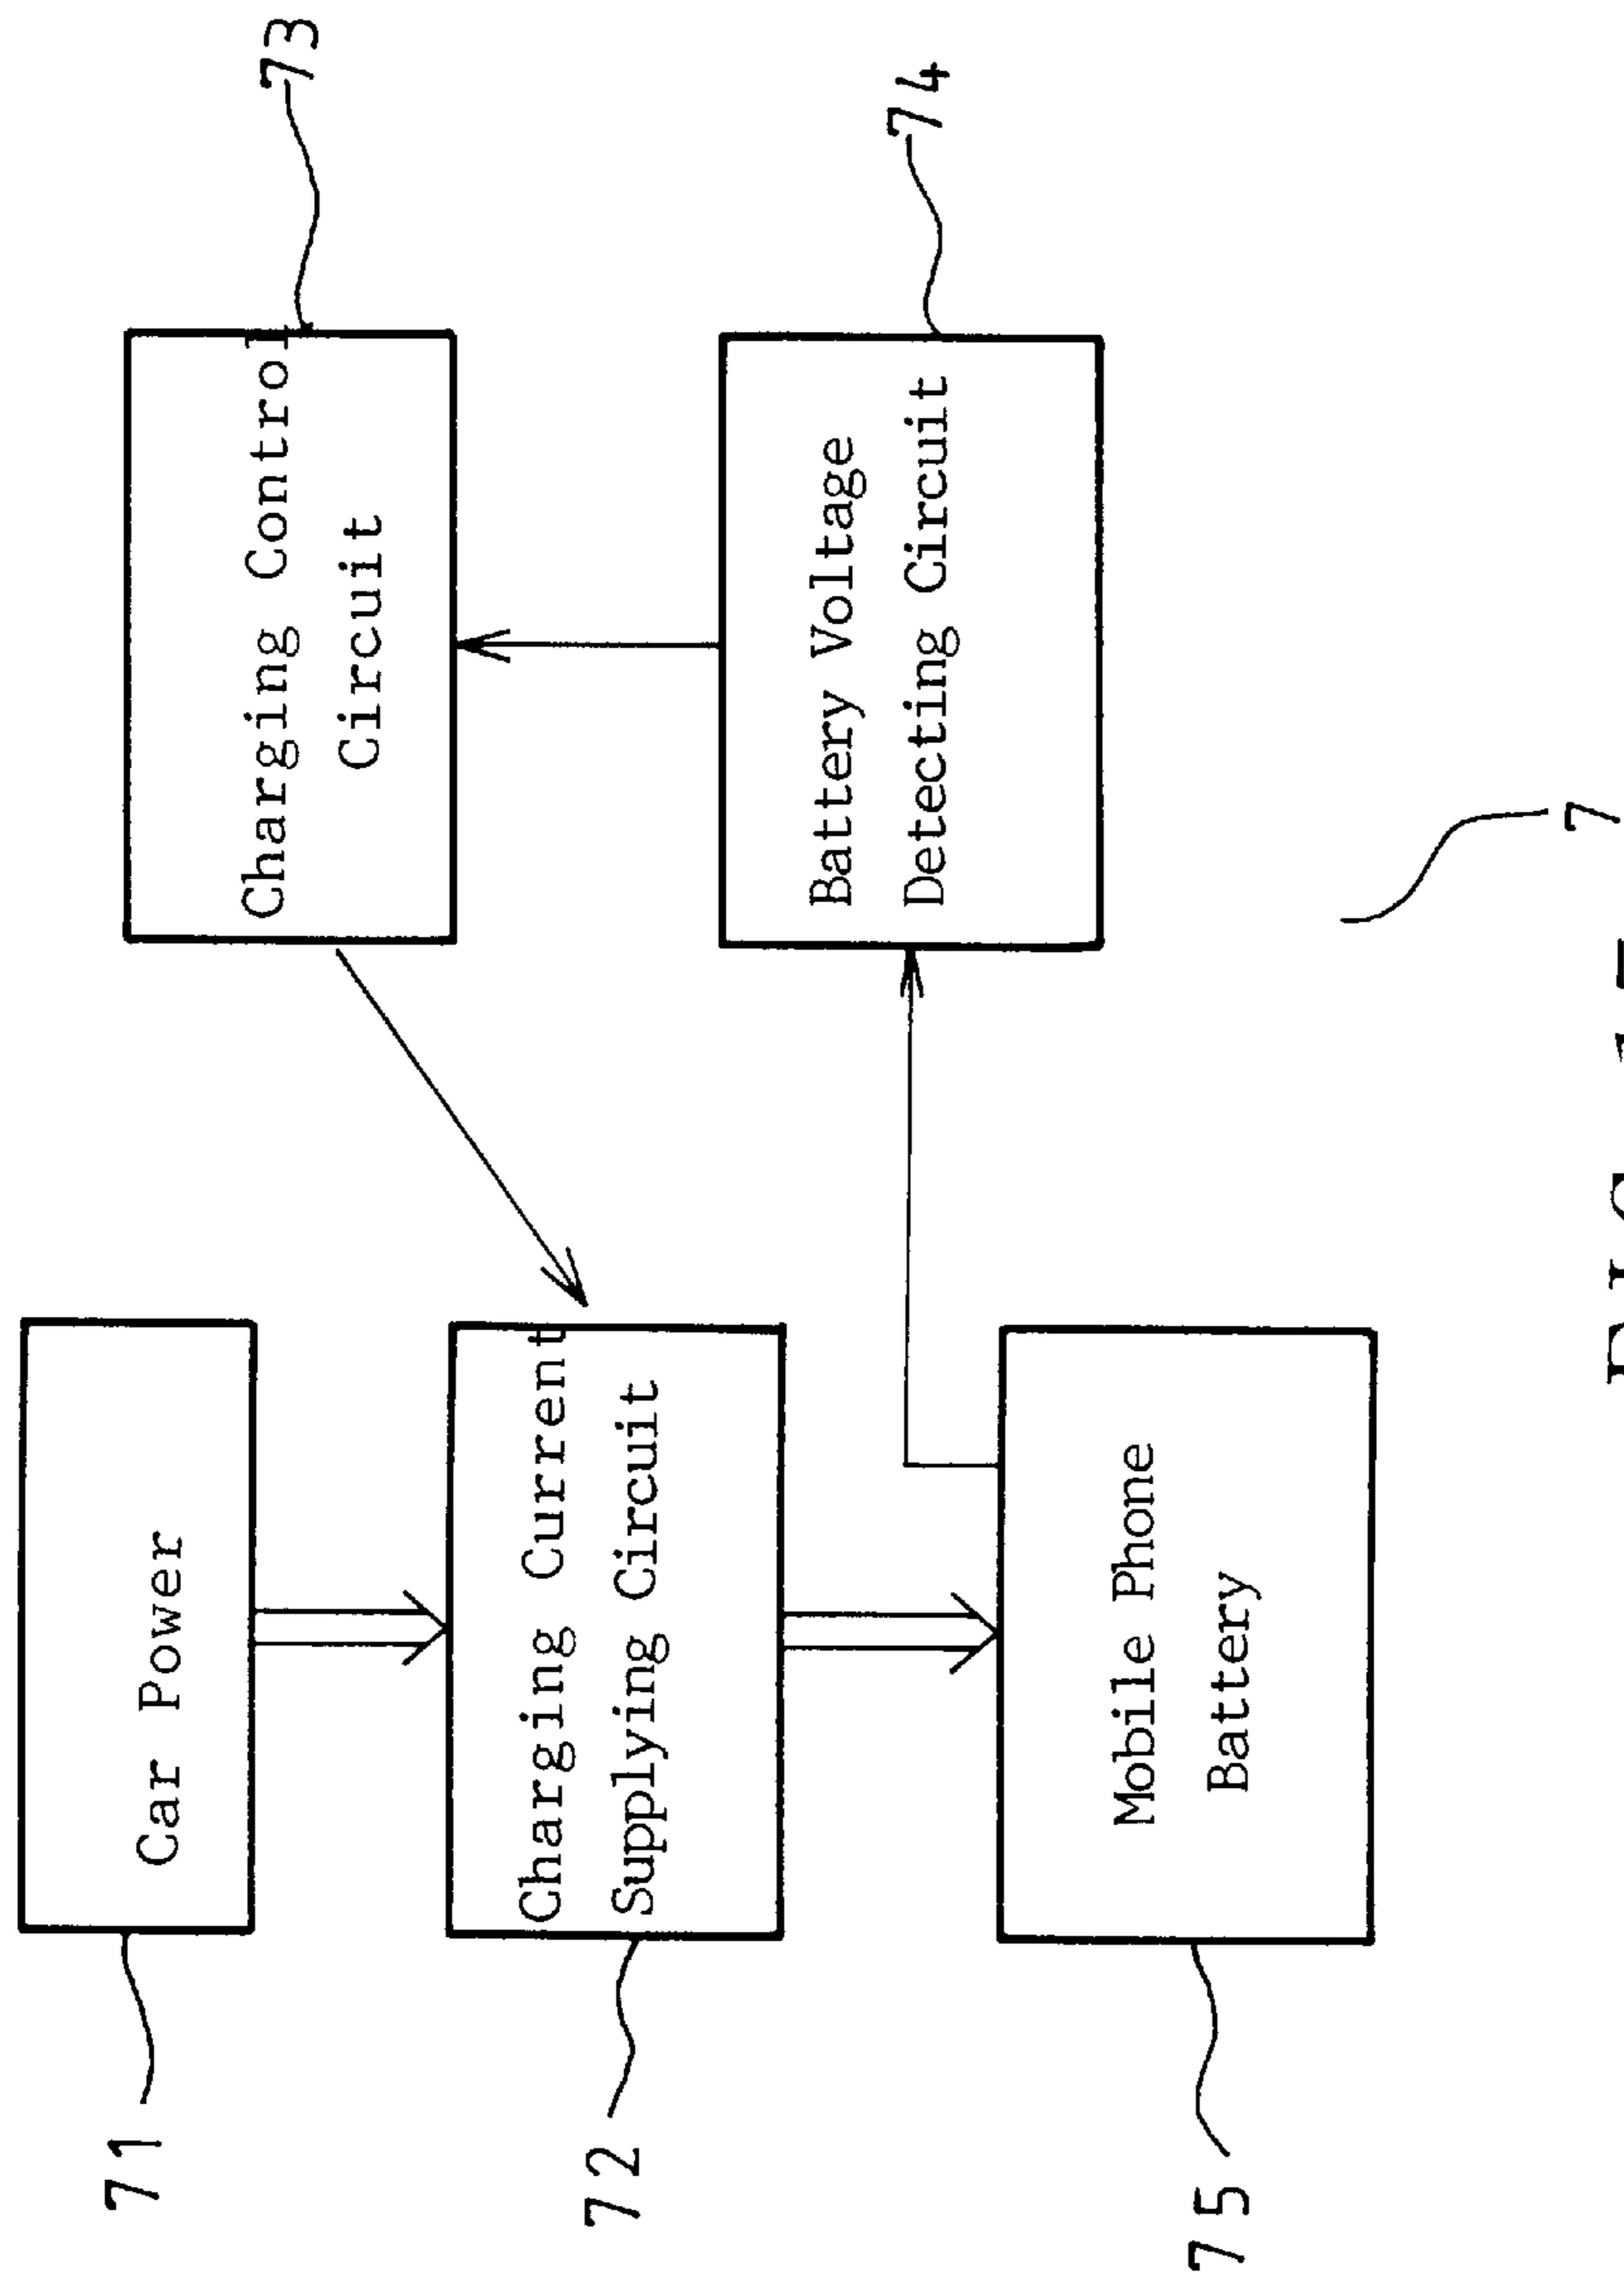 71
Car Power
72
Charging Current
Supplying Circuit
75
Mobile Phone
Battery
Charging Control
Circuit
73
Battery Voltage
Detecting Circuit
74
7